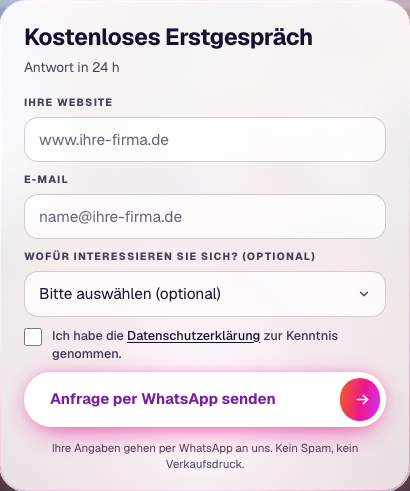 Kostenloses Erstgespräch
Antwort in 24 h
IHRE WEBSITE
www.ihre-firma.de
E-MAIL
name@ihre-firma.de
WOFÜR INTERESSIEREN SIE SICH? (OPTIONAL)
Bitte auswählen (optional)
Ich habe die Datenschutzerklärung zur Kenntnis
genommen.
Anfrage per WhatsApp senden
Ihre Angaben gehen per WhatsApp an uns. Kein Spam, kein
Verkaufsdruck.